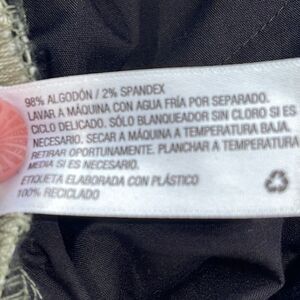 98% ALGODÓN / 2% SPANDEX
LAVAR A MÁQUINA CON AGUA FRÍA POR SEPARADO.
CICLO DELICADO. SÓLO BLANQUEADOR SIN CLORO SI ES
NECESARIO. SECAR A MÁQUINA A TEMPERATURA BAJA.
RETIRAR OPORTUNAMENTE. PLANCHAR A TEMPERATURA
MEDIA SI ES NECESARIO.
ETIQUETA ELABORADA CON PLÁSTICO
100% RECICLADO